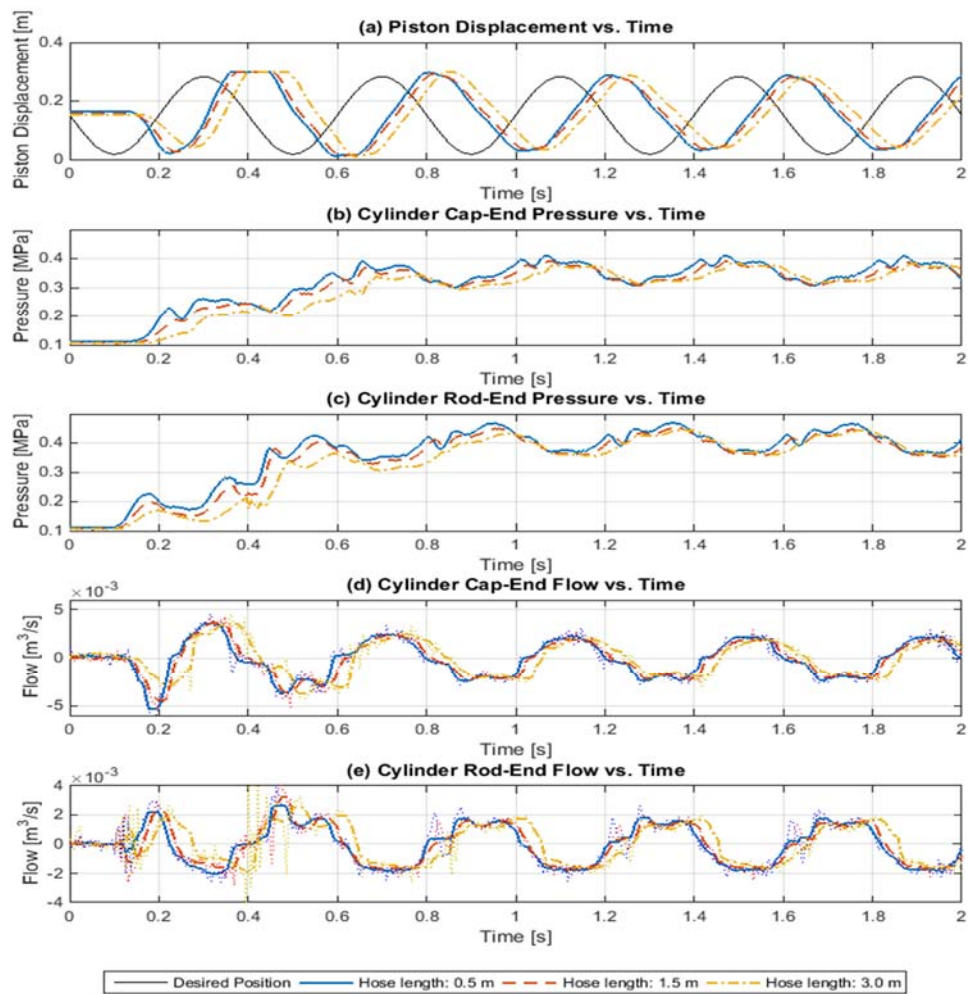 (a) Piston Displacement vs. Time
Piston Displacement [m]
0.4
0.2
0
0 0.2 0.4 0.6 0.8 1 1.2 1.4 1.6 1.8 2
Time [s]
(b) Cylinder Cap-End Pressure vs. Time
Pressure [MPa]
0.4
0.3
0.2
0.1
0 0.2 0.4 0.6 0.8 1 1.2 1.4 1.6 1.8 2
Time [s]
(c) Cylinder Rod-End Pressure vs. Time
Pressure [MPa]
0.4
0.3
0.2
0.1
0 0.2 0.4 0.6 0.8 1 1.2 1.4 1.6 1.8 2
Time [s]
(d) Cylinder Cap-End Flow vs. Time
× 10⁻³
Flow [m³/s]
5
0
-5
0 0.2 0.4 0.6 0.8 1 1.2 1.4 1.6 1.8 2
Time [s]
(e) Cylinder Rod-End Flow vs. Time
× 10⁻³
Flow [m³/s]
4
2
0
-2
-4
0 0.2 0.4 0.6 0.8 1 1.2 1.4 1.6 1.8 2
Time [s]
Desired Position Hose length: 0.5 m Hose length: 1.5 m Hose length: 3.0 m